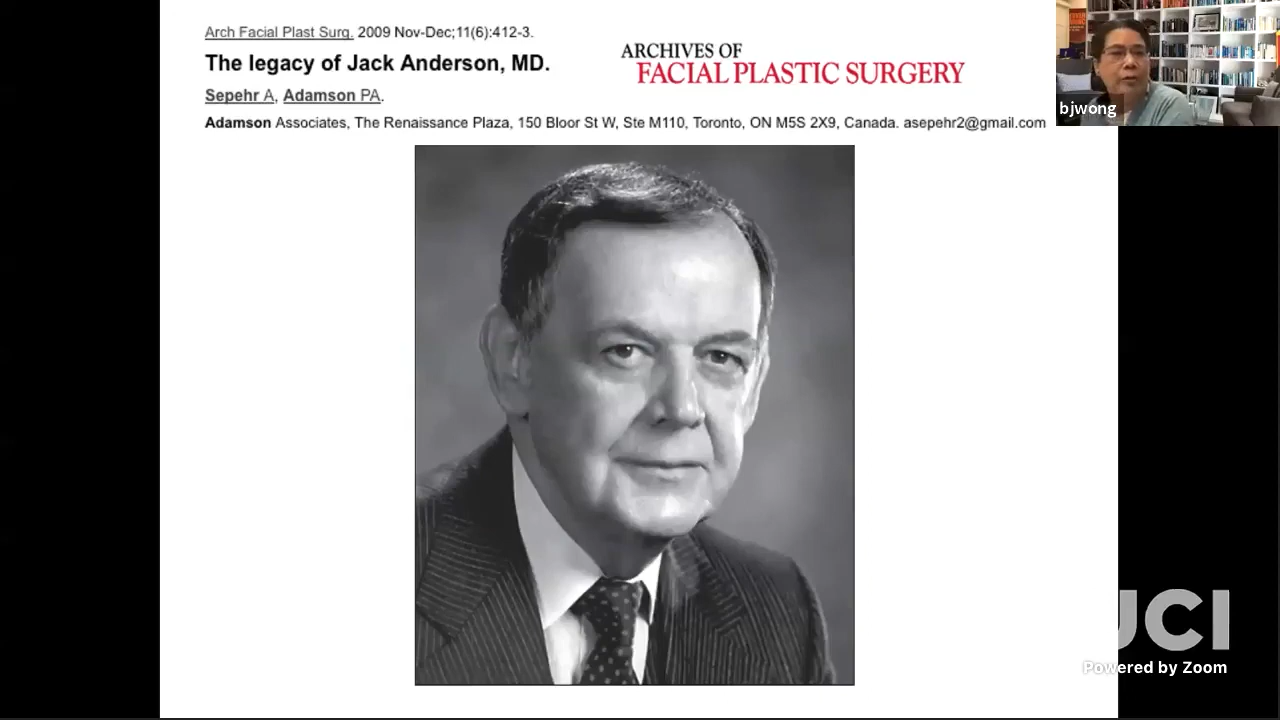 Arch Facial Plast Surg. 2009 Nov-Dec;11(6):412-3.
The legacy of Jack Anderson, MD.
Sepehr A, Adamson PA.
Adamson Associates, The Renaissance Plaza, 150 Bloor St W, Ste M110, Toronto, ON M5S 2X9, Canada. asepehr2@gmail.com
ARCHIVES OF
FACIAL PLASTIC SURGERY
bjwong
UCI
Powered by Zoom